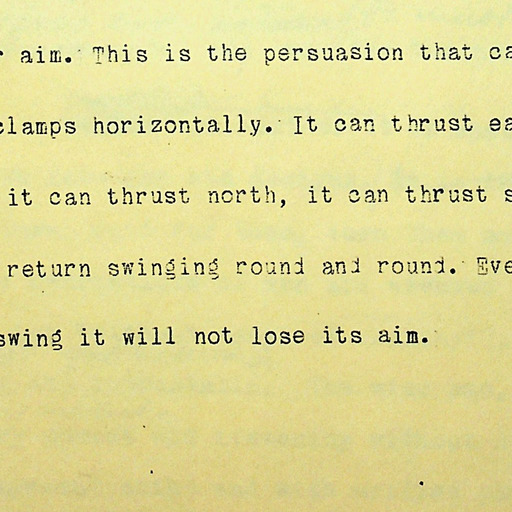 r aim. This is the persuasion that ca
clamps horizontally. It can thrust ea
it can thrust north, it can thrust s
return swinging round and round. Eve
swing it will not lose its aim.